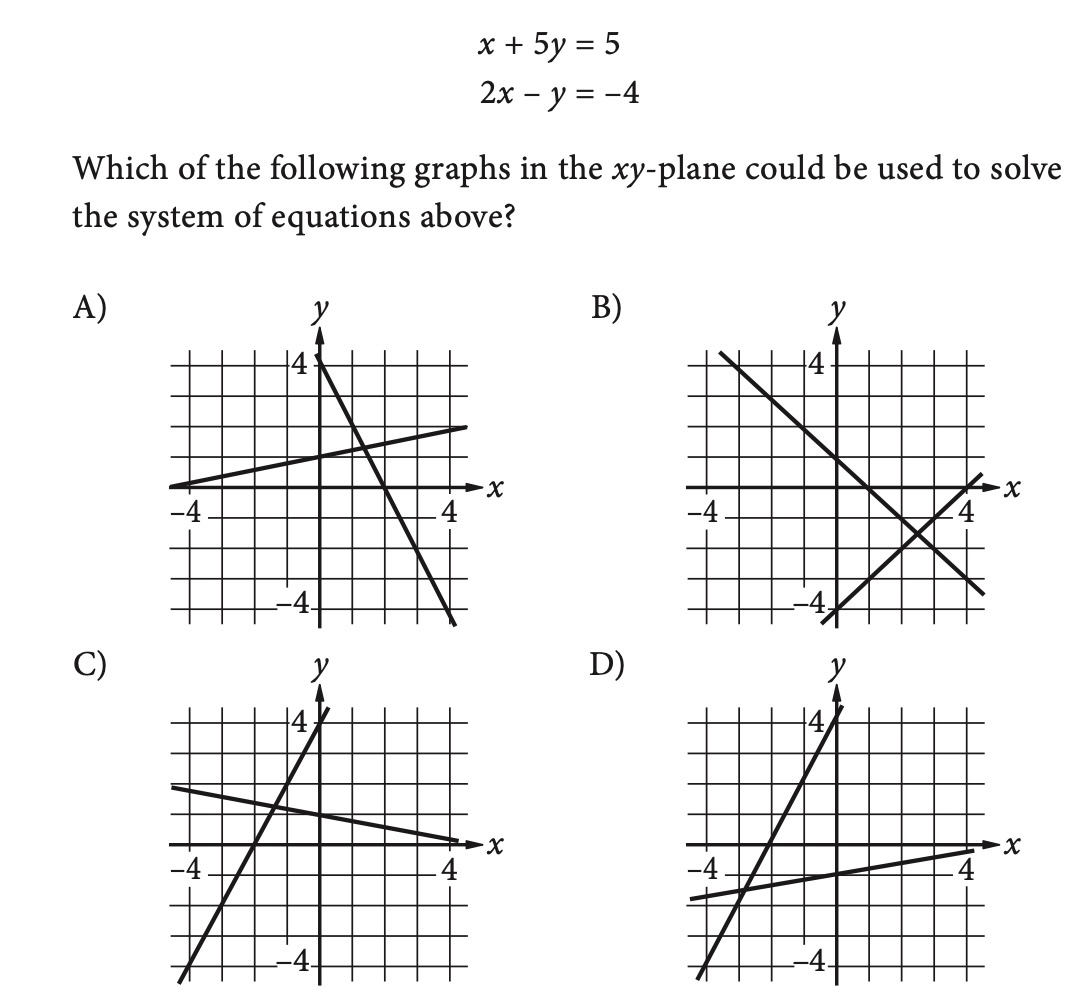 x + 5y = 5
2x − y = −4
Which of the following graphs in the xy-plane could be used to solve
the system of equations above?
A)
y
4
x
−4
4
−4
B)
y
4
x
−4
4
−4
C)
y
4
x
−4
4
−4
D)
y
4
x
−4
4
−4